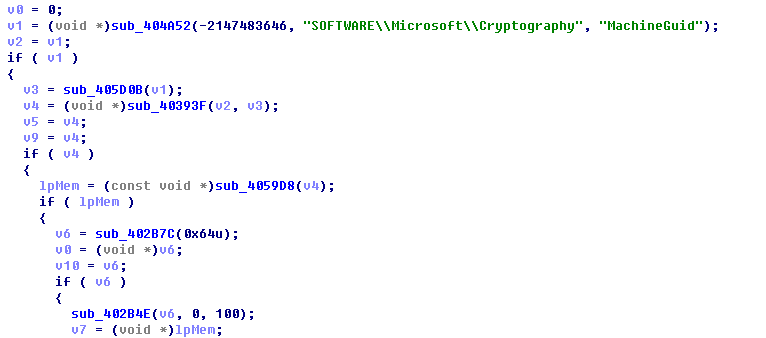 v0 = 0;
v1 = (void *)sub_404A52(-2147483646, "SOFTWARE\\Microsoft\\Cryptography", "MachineGuid");
v2 = v1;
if ( v1 )
{
v3 = sub_405D0B(v1);
v4 = (void *)sub_40393F(v2, v3);
v5 = v4;
v9 = v4;
if ( v4 )
{
lpMem = (const void *)sub_4059D8(v4);
if ( lpMem )
{
v6 = sub_402B7C(0x64u);
v0 = (void *)v6;
v10 = v6;
if ( v6 )
{
sub_402B4E(v6, 0, 100);
v7 = (void *)lpMem;